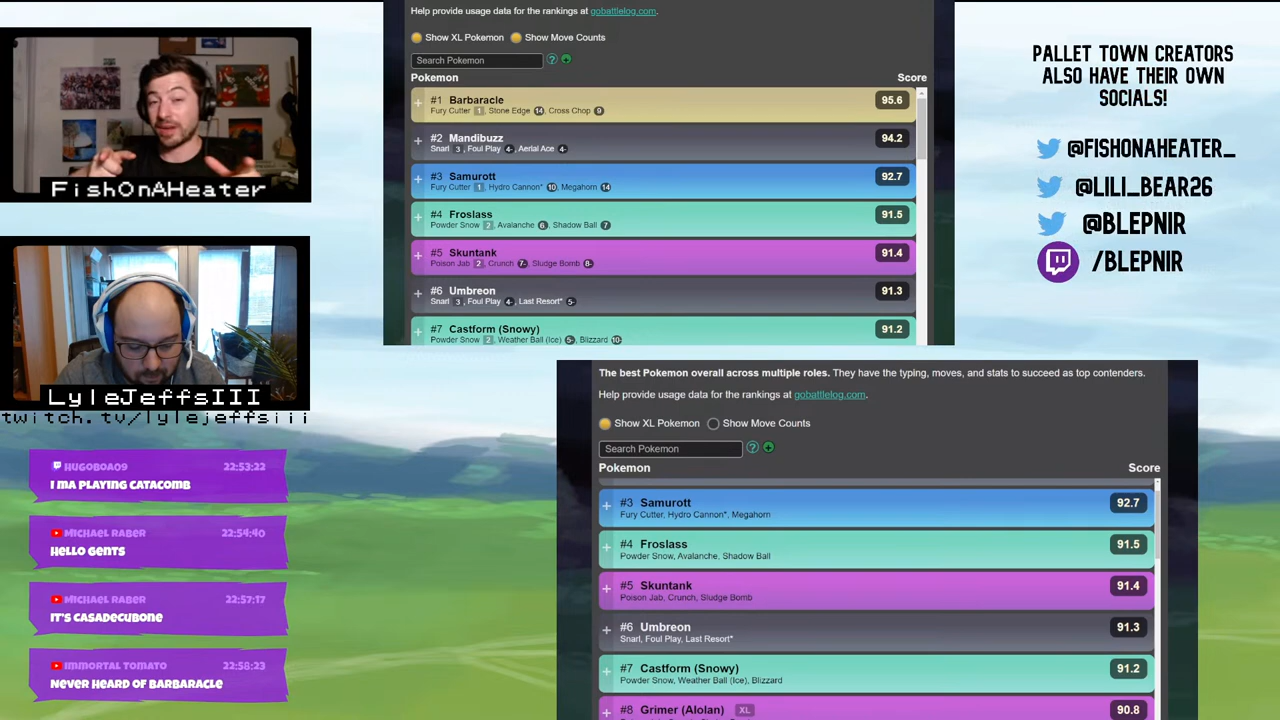 FishOnAHeater
LyleJeffsIII
twitch.tv/lylejeffsiii
HUGOBOA09 22:53:22
I MA PLAYING CATACOMB
MICHAEL RABER 22:54:40
HELLO GENTS
MICHAEL RABER 22:57:17
IT'S CASADECUBONE
IMMORTAL TOMATO 22:58:23
NEVER HEARD OF BARBARACLE
Help provide usage data for the rankings at gobattlelog.com.
Show XL Pokemon Show Move Counts
Search Pokemon ? +
Pokemon Score
+ #1 Barbaracle 95.6
Fury Cutter 1, Stone Edge 14, Cross Chop 9
+ #2 Mandibuzz 94.2
Snarl 3, Foul Play 4-, Aerial Ace 4-
+ #3 Samurott 92.7
Fury Cutter 1, Hydro Cannon* 10, Megahorn 14
+ #4 Froslass 91.5
Powder Snow 2, Avalanche 6, Shadow Ball 7
+ #5 Skuntank 91.4
Poison Jab 2, Crunch 7-, Sludge Bomb 8-
+ #6 Umbreon 91.3
Snarl 3, Foul Play 4-, Last Resort* 5-
+ #7 Castform (Snowy) 91.2
Powder Snow 2, Weather Ball (Ice) 5-, Blizzard 10-
PALLET TOWN CREATORS
ALSO HAVE THEIR OWN
SOCIALS!
@FISHONAHEATER_
@LILI_BEAR26
@BLEPNIR
/BLEPNIR
The best Pokemon overall across multiple roles. They have the typing, moves, and stats to succeed as top contenders.
Help provide usage data for the rankings at gobattlelog.com.
Show XL Pokemon Show Move Counts
Search Pokemon ? +
Pokemon Score
+ #3 Samurott 92.7
Fury Cutter, Hydro Cannon*, Megahorn
+ #4 Froslass 91.5
Powder Snow, Avalanche, Shadow Ball
+ #5 Skuntank 91.4
Poison Jab, Crunch, Sludge Bomb
+ #6 Umbreon 91.3
Snarl, Foul Play, Last Resort*
+ #7 Castform (Snowy) 91.2
Powder Snow, Weather Ball (Ice), Blizzard
+ #8 Grimer (Alolan) XL 90.8